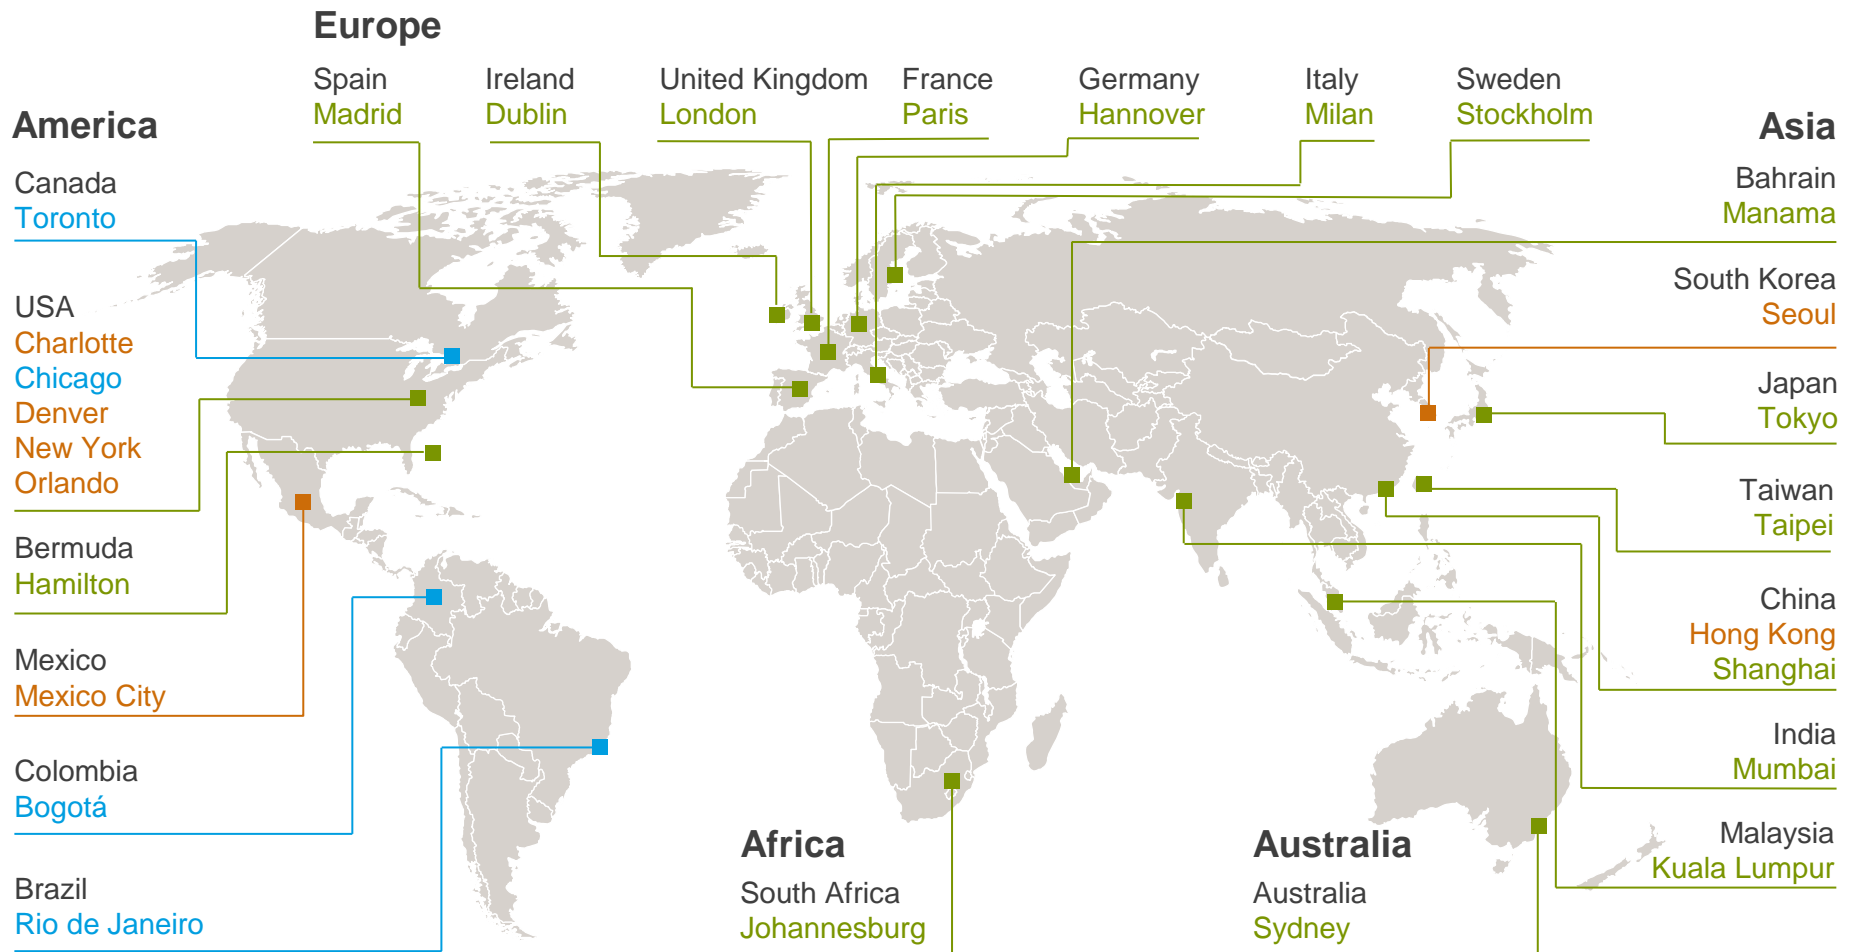 Europe
Spain
Madrid
Ireland
Dublin
United Kingdom
London
France
Paris
Germany
Hannover
Italy
Milan
Sweden
Stockholm
America
Canada
Toronto
USA
Charlotte
Chicago
Denver
New York
Orlando
Bermuda
Hamilton
Mexico
Mexico City
Colombia
Bogotá
Brazil
Rio de Janeiro
Africa
South Africa
Johannesburg
Australia
Australia
Sydney
Asia
Bahrain
Manama
South Korea
Seoul
Japan
Tokyo
Taiwan
Taipei
China
Hong Kong
Shanghai
India
Mumbai
Malaysia
Kuala Lumpur